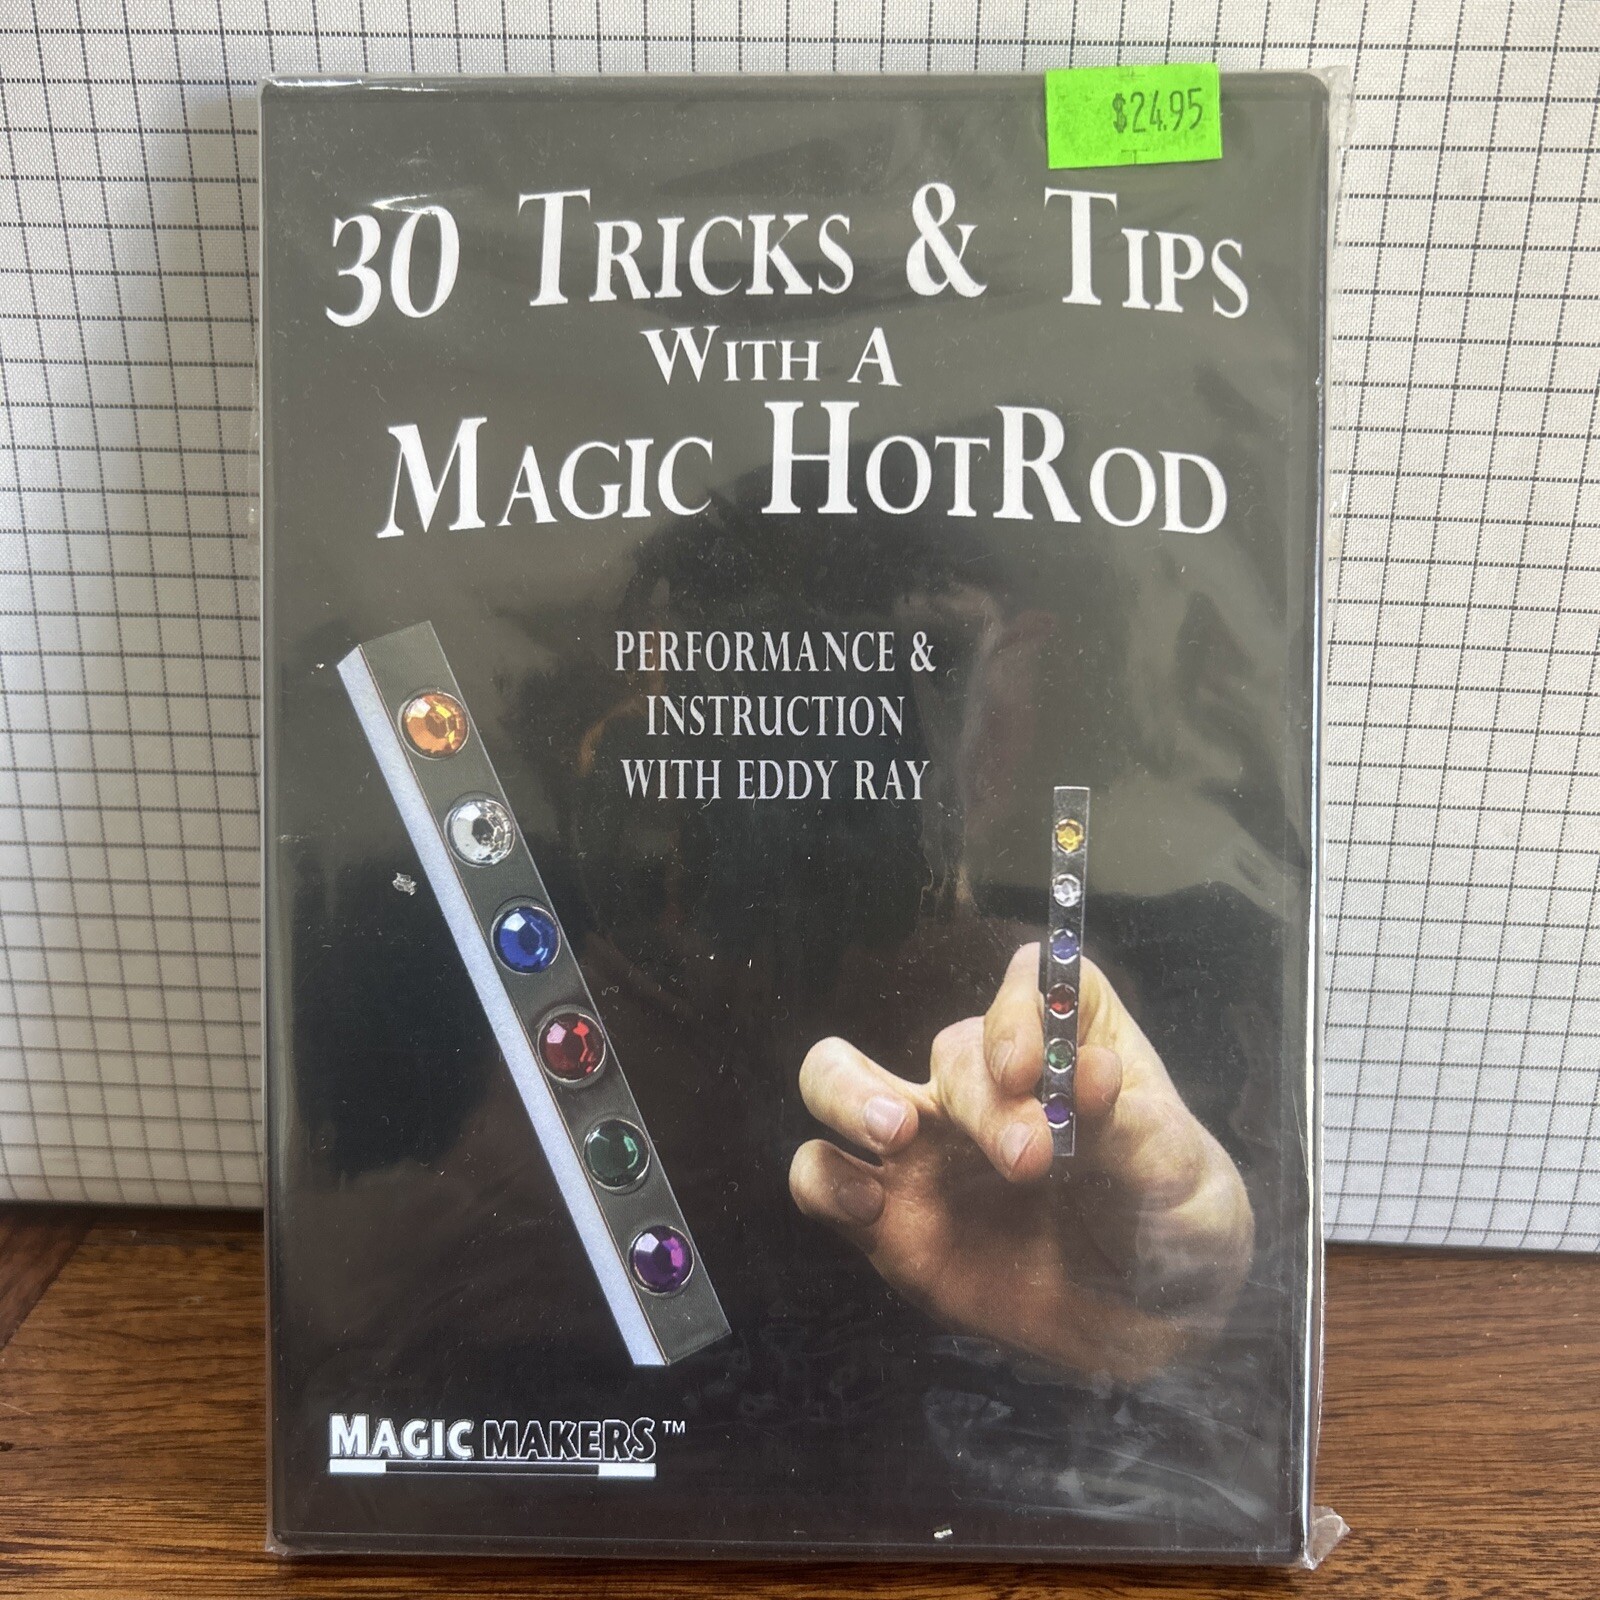 $24.95
30 TRICKS & TIPS
WITH A
MAGIC HOTROD
PERFORMANCE &
INSTRUCTION
WITH EDDY RAY
MAGIC MAKERS™